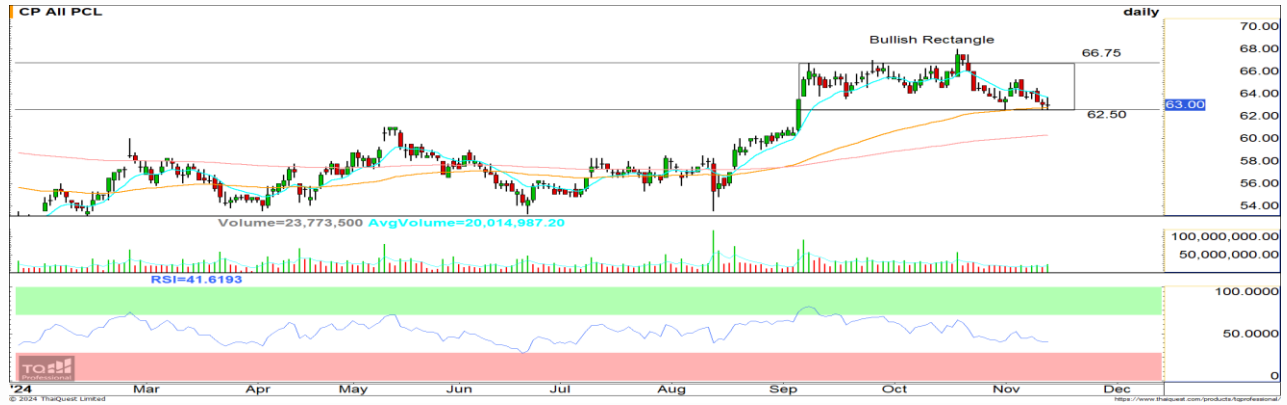 CP All PCL daily
70.00
Bullish Rectangle
68.00
66.75
66.00
64.00
63.00
62.50
62.00
60.00
58.00
56.00
54.00
Volume=23,773,500 AvgVolume=20,014,987.20
100,000,000.00
50,000,000.00
RSI=41.6193
100.0000
50.0000
TQ
Professional
0
'24 Mar Apr May Jun Jul Aug Sep Oct Nov Dec
© 2024 ThaiQuest Limited https://www.thaiquest.com/products/tqprofessional/